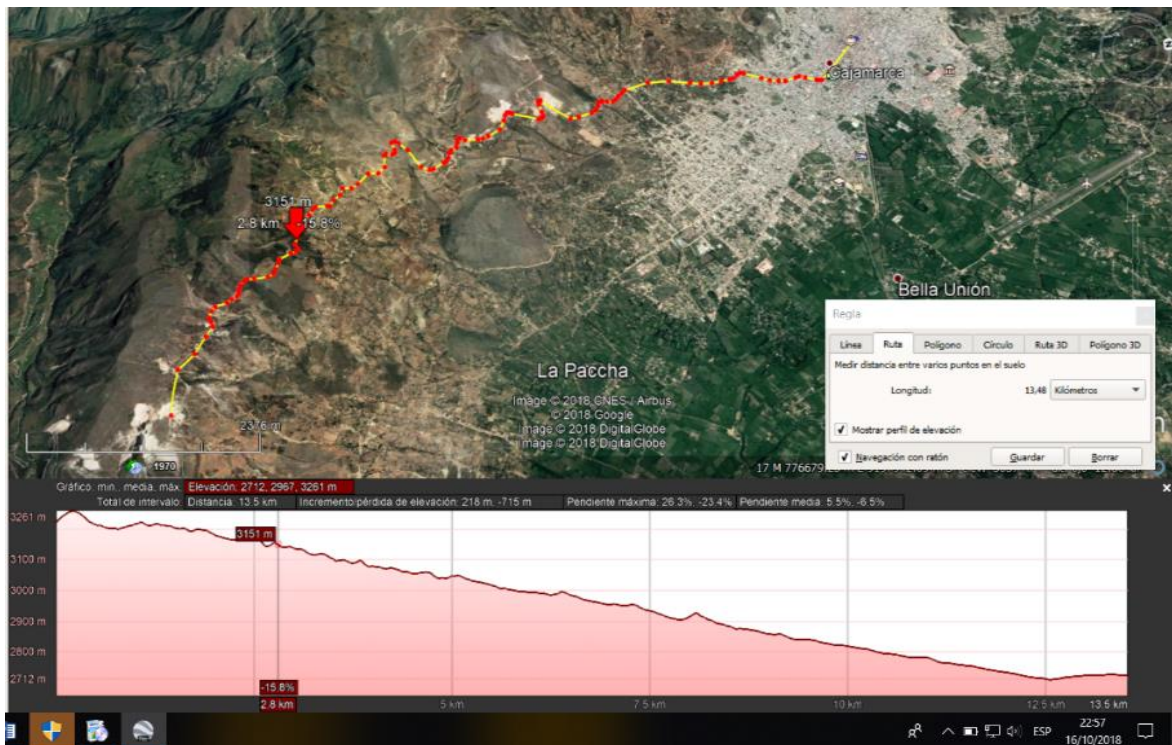 Cajamarca
3151 m
2.8 km -15.8%
Bella Unión
Regla
Línea Ruta Polígono Círculo Ruta 3D Polígono 3D
Medir distancia entre varios puntos en el suelo
Longitud: 13,48 Kilómetros
Mostrar perfil de elevación
Navegación con ratón Guardar Borrar
La Paccha
Image © 2018 CNES / Airbus
© 2018 Google
Image © 2018 DigitalGlobe
Image © 2018 DigitalGlobe
2376 m
1970
Gráfico: min., media, máx. Elevación: 2712, 2967, 3261 m
Total de intervalo: Distancia: 13.5 km Incremento/pérdida de elevación: 218 m, -715 m Pendiente máxima: 26.3%, -23.4% Pendiente media: 5.5%, -6.5%
3261 m
3151 m
3100 m
3000 m
2900 m
2800 m
2712 m
-15.8%
2.8 km 5 km 7.5 km 10 km 12.5 km 13.5 km
ESP
22:57
16/10/2018